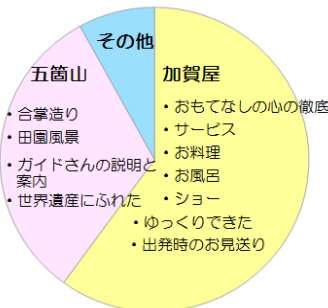 その他
五箇山
・合掌造り
・田園風景
・ガイドさんの説明と
案内
・世界遺産にふれた
加賀屋
・おもてなしの心の徹底
・サービス
・お料理
・お風呂
・ショー
・ゆっくりできた
・出発時のお見送り